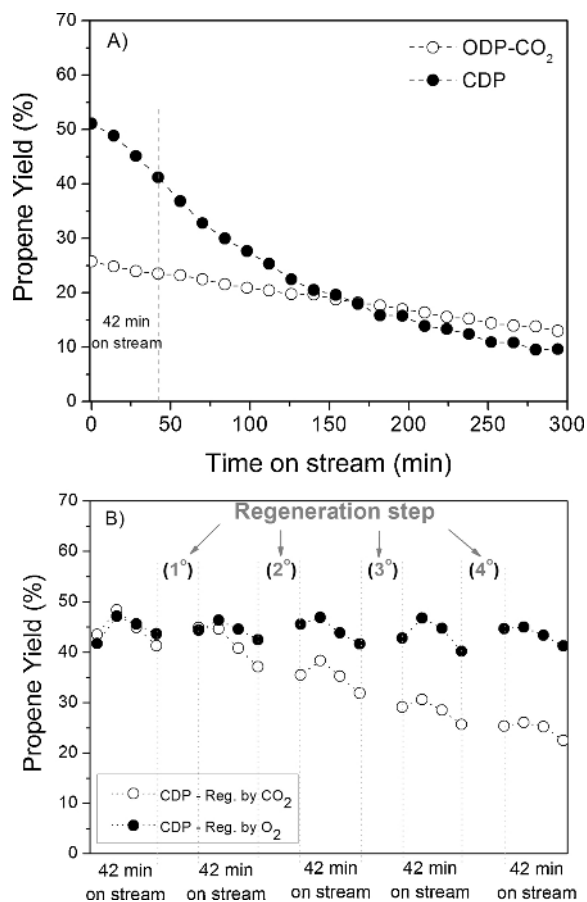 A)
ODP-CO₂
CDP
Propene Yield (%)
70
60
50
40
30
20
10
0
42 min
on stream
0 50 100 150 200 250 300
Time on stream (min)
B)
Regeneration step
(1°) (2°) (3°) (4°)
Propene Yield (%)
70
60
50
40
30
20
10
0
CDP - Reg. by CO₂
CDP - Reg. by O₂
42 min 42 min 42 min 42 min 42 min
on stream on stream on stream on stream on stream